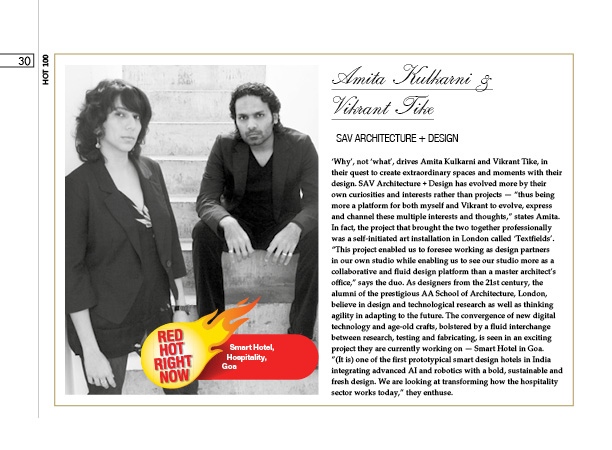 30
HOT 100
Amita Kulkarni &
Vikrant Tike
SAV ARCHITECTURE + DESIGN
'Why', not 'what', drives Amita Kulkarni and Vikrant Tike, in
their quest to create extraordinary spaces and moments with their
design. SAV Architecture + Design has evolved more by their
own curiosities and interests rather than projects — "thus being
more a platform for both myself and Vikrant to evolve, express
and channel these multiple interests and thoughts," states Amita.
In fact, the project that brought the two together professionally
was a self-initiated art installation in London called 'Textfields'.
"This project enabled us to foresee working as design partners
in our own studio while enabling us to see our studio more as a
collaborative and fluid design platform than a master architect's
office," says the duo. As designers from the 21st century, the
alumni of the prestigious AA School of Architecture, London,
believe in design and technological research as well as thinking
agility in adapting to the future. The convergence of new digital
technology and age-old crafts, bolstered by a fluid interchange
between research, testing and fabricating, is seen in an exciting
project they are currently working on — Smart Hotel in Goa.
"(It is) one of the first prototypical smart design hotels in India
integrating advanced AI and robotics with a bold, sustainable and
fresh design. We are looking at transforming how the hospitality
sector works today," they enthuse.
RED
HOT
RIGHT
NOW
Smart Hotel,
Hospitality,
Goa